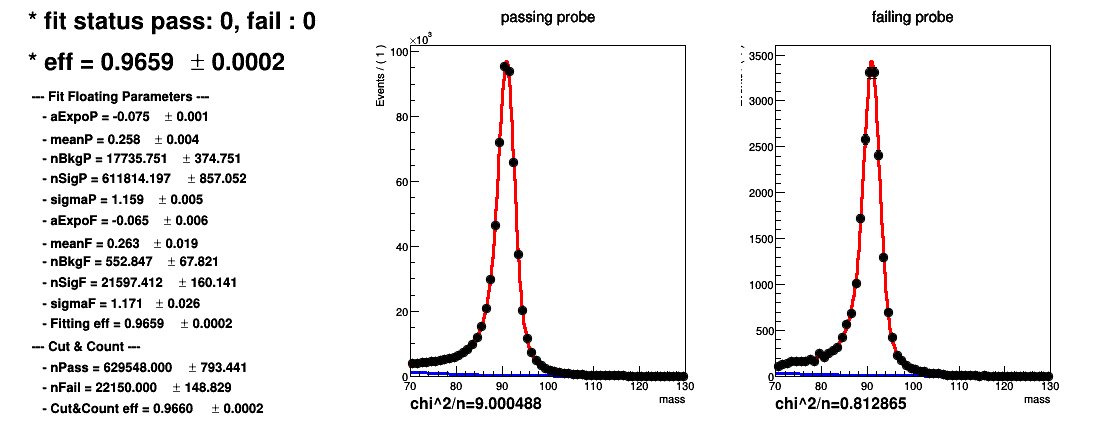 * fit status pass: 0, fail : 0
* eff = 0.9659 ± 0.0002
--- Fit Floating Parameters ---
- aExpoP = -0.075 ± 0.001
- meanP = 0.258 ± 0.004
- nBkgP = 17735.751 ± 374.751
- nSigP = 611814.197 ± 857.052
- sigmaP = 1.159 ± 0.005
- aExpoF = -0.065 ± 0.006
- meanF = 0.263 ± 0.019
- nBkgF = 552.847 ± 67.821
- nSigF = 21597.412 ± 160.141
- sigmaF = 1.171 ± 0.026
- Fitting eff = 0.9659 ± 0.0002
--- Cut & Count ---
- nPass = 629548.000 ± 793.441
- nFail = 22150.000 ± 148.829
- Cut&Count eff = 0.9660 ± 0.0002
passing probe
×10³
Events / ( 1 )
100
80
60
40
20
0
70 80 90 100 110 120 130
mass
chi^2/n=9.000488
failing probe
3500
3000
2500
2000
1500
1000
500
0
70 80 90 100 110 120 130
mass
chi^2/n=0.812865